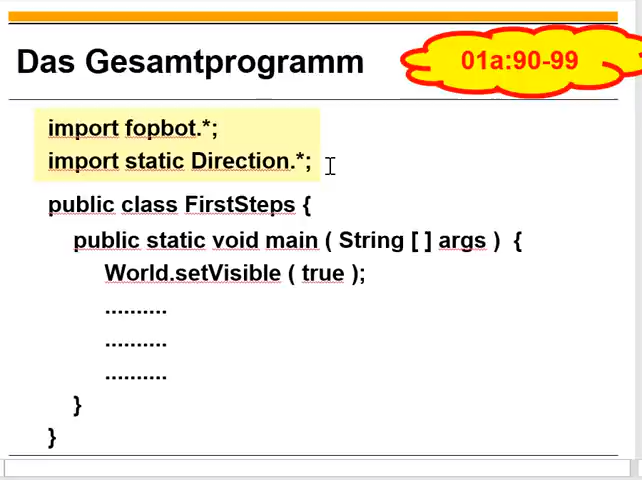 Das Gesamtprogramm
01a:90-99
import fopbot.*;
import static Direction.*;
public class FirstSteps {
public static void main ( String [ ] args ) {
World.setVisible ( true );
..........
..........
..........
}
}